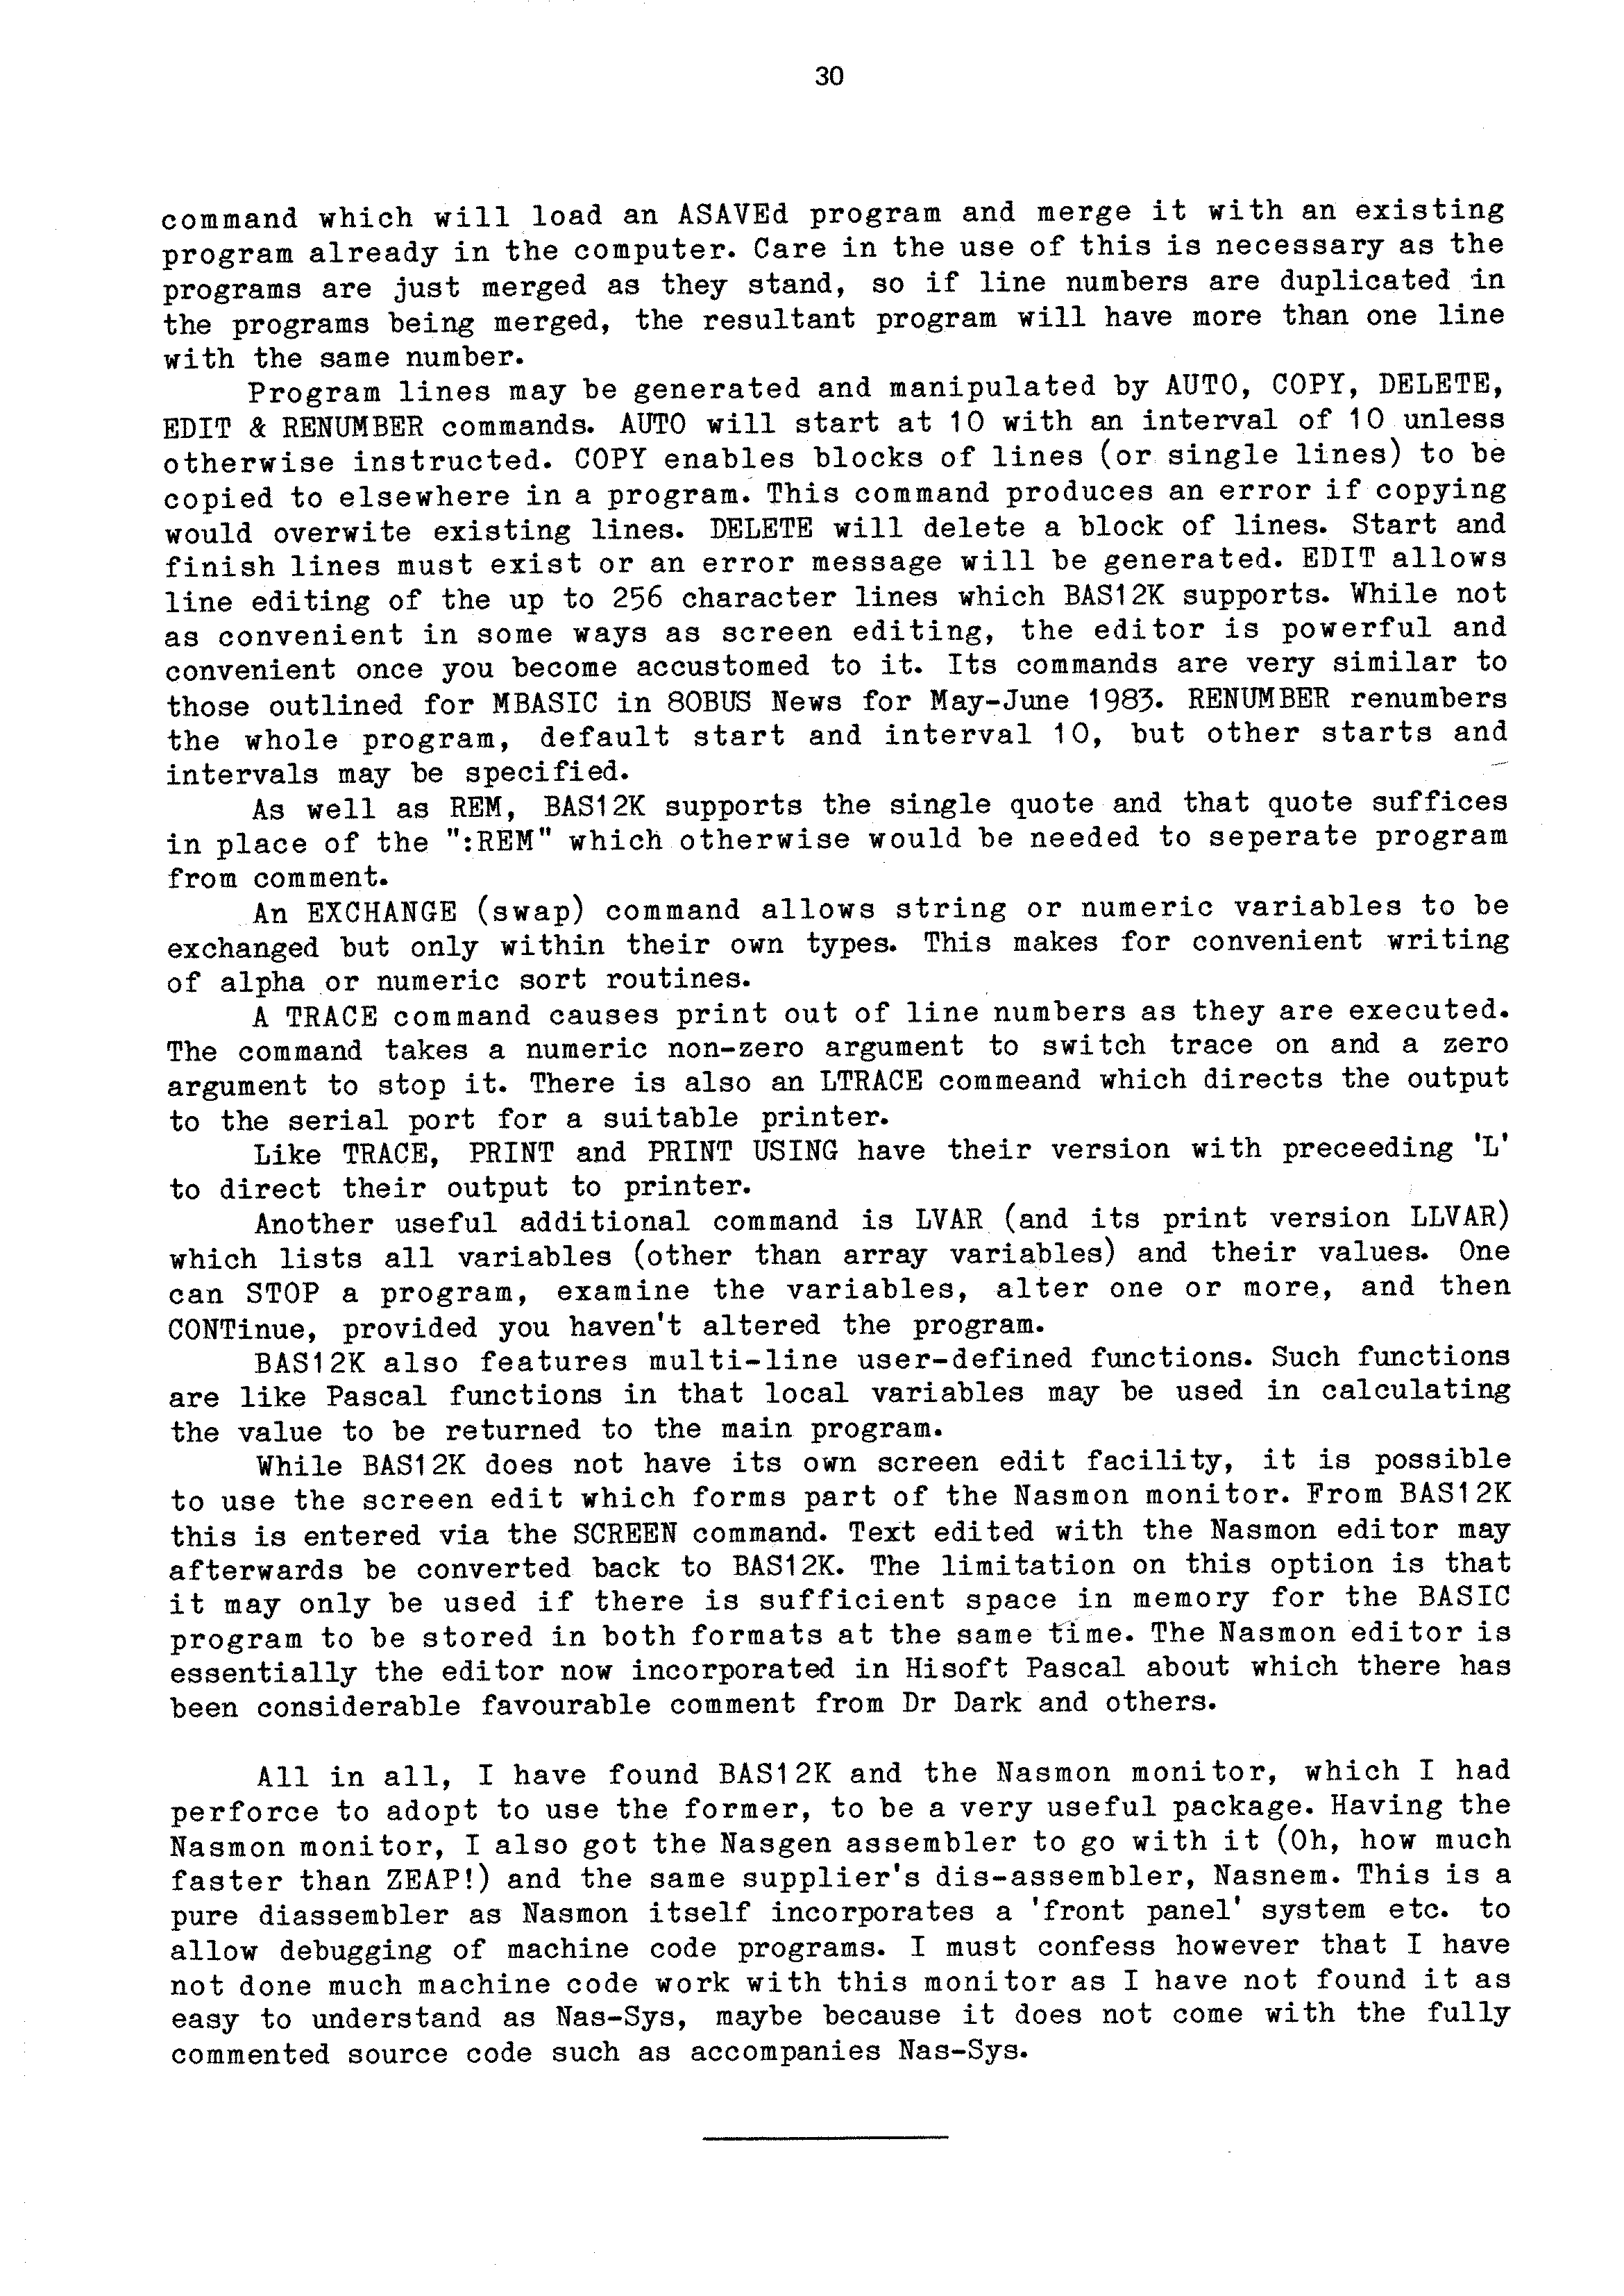 30
command which will load an ASAVEd program and merge it with an existing
program already in the computer. Care in the use of this is necessary as the
programs are just merged as they stand, so if line numbers are duplicated in
the programs being merged, the resultant program will have more than one line
with the same number.
Program lines may be generated and manipulated by AUTO, COPY, DELETE,
EDIT & RENUMBER commands. AUTO will start at 10 with an interval of 10 unless
otherwise instructed. COPY enables blocks of lines (or single lines) to be
copied to elsewhere in a program. This command produces an error if copying
would overwite existing lines. DELETE will delete a block of lines. Start and
finish lines must exist or an error message will be generated. EDIT allows
line editing of the up to 256 character lines which BAS12K supports. While not
as convenient in some ways as screen editing, the editor is powerful and
convenient once you become accustomed to it. Its commands are very similar to
those outlined for MBASIC in 80BUS News for May-June 1983. RENUMBER renumbers
the whole program, default start and interval 10, but other starts and
intervals may be specified.
As well as REM, BAS12K supports the single quote and that quote suffices
in place of the ":REM" which otherwise would be needed to seperate program
from comment.
An EXCHANGE (swap) command allows string or numeric variables to be
exchanged but only within their own types. This makes for convenient writing
of alpha or numeric sort routines.
A TRACE command causes print out of line numbers as they are executed.
The command takes a numeric non-zero argument to switch trace on and a zero
argument to stop it. There is also an LTRACE commeand which directs the output
to the serial port for a suitable printer.
Like TRACE, PRINT and PRINT USING have their version with preceeding 'L'
to direct their output to printer.
Another useful additional command is LVAR (and its print version LLVAR)
which lists all variables (other than array variables) and their values. One
can STOP a program, examine the variables, alter one or more, and then
CONTinue, provided you haven't altered the program.
BAS12K also features multi-line user-defined functions. Such functions
are like Pascal functions in that local variables may be used in calculating
the value to be returned to the main program.
While BAS12K does not have its own screen edit facility, it is possible
to use the screen edit which forms part of the Nasmon monitor. From BAS12K
this is entered via the SCREEN command. Text edited with the Nasmon editor may
afterwards be converted back to BAS12K. The limitation on this option is that
it may only be used if there is sufficient space in memory for the BASIC
program to be stored in both formats at the same time. The Nasmon editor is
essentially the editor now incorporated in Hisoft Pascal about which there has
been considerable favourable comment from Dr Dark and others.
All in all, I have found BAS12K and the Nasmon monitor, which I had
perforce to adopt to use the former, to be a very useful package. Having the
Nasmon monitor, I also got the Nasgen assembler to go with it (Oh, how much
faster than ZEAP!) and the same supplier's dis-assembler, Nasnem. This is a
pure diassembler as Nasmon itself incorporates a 'front panel' system etc. to
allow debugging of machine code programs. I must confess however that I have
not done much machine code work with this monitor as I have not found it as
easy to understand as Nas-Sys, maybe because it does not come with the fully
commented source code such as accompanies Nas-Sys.